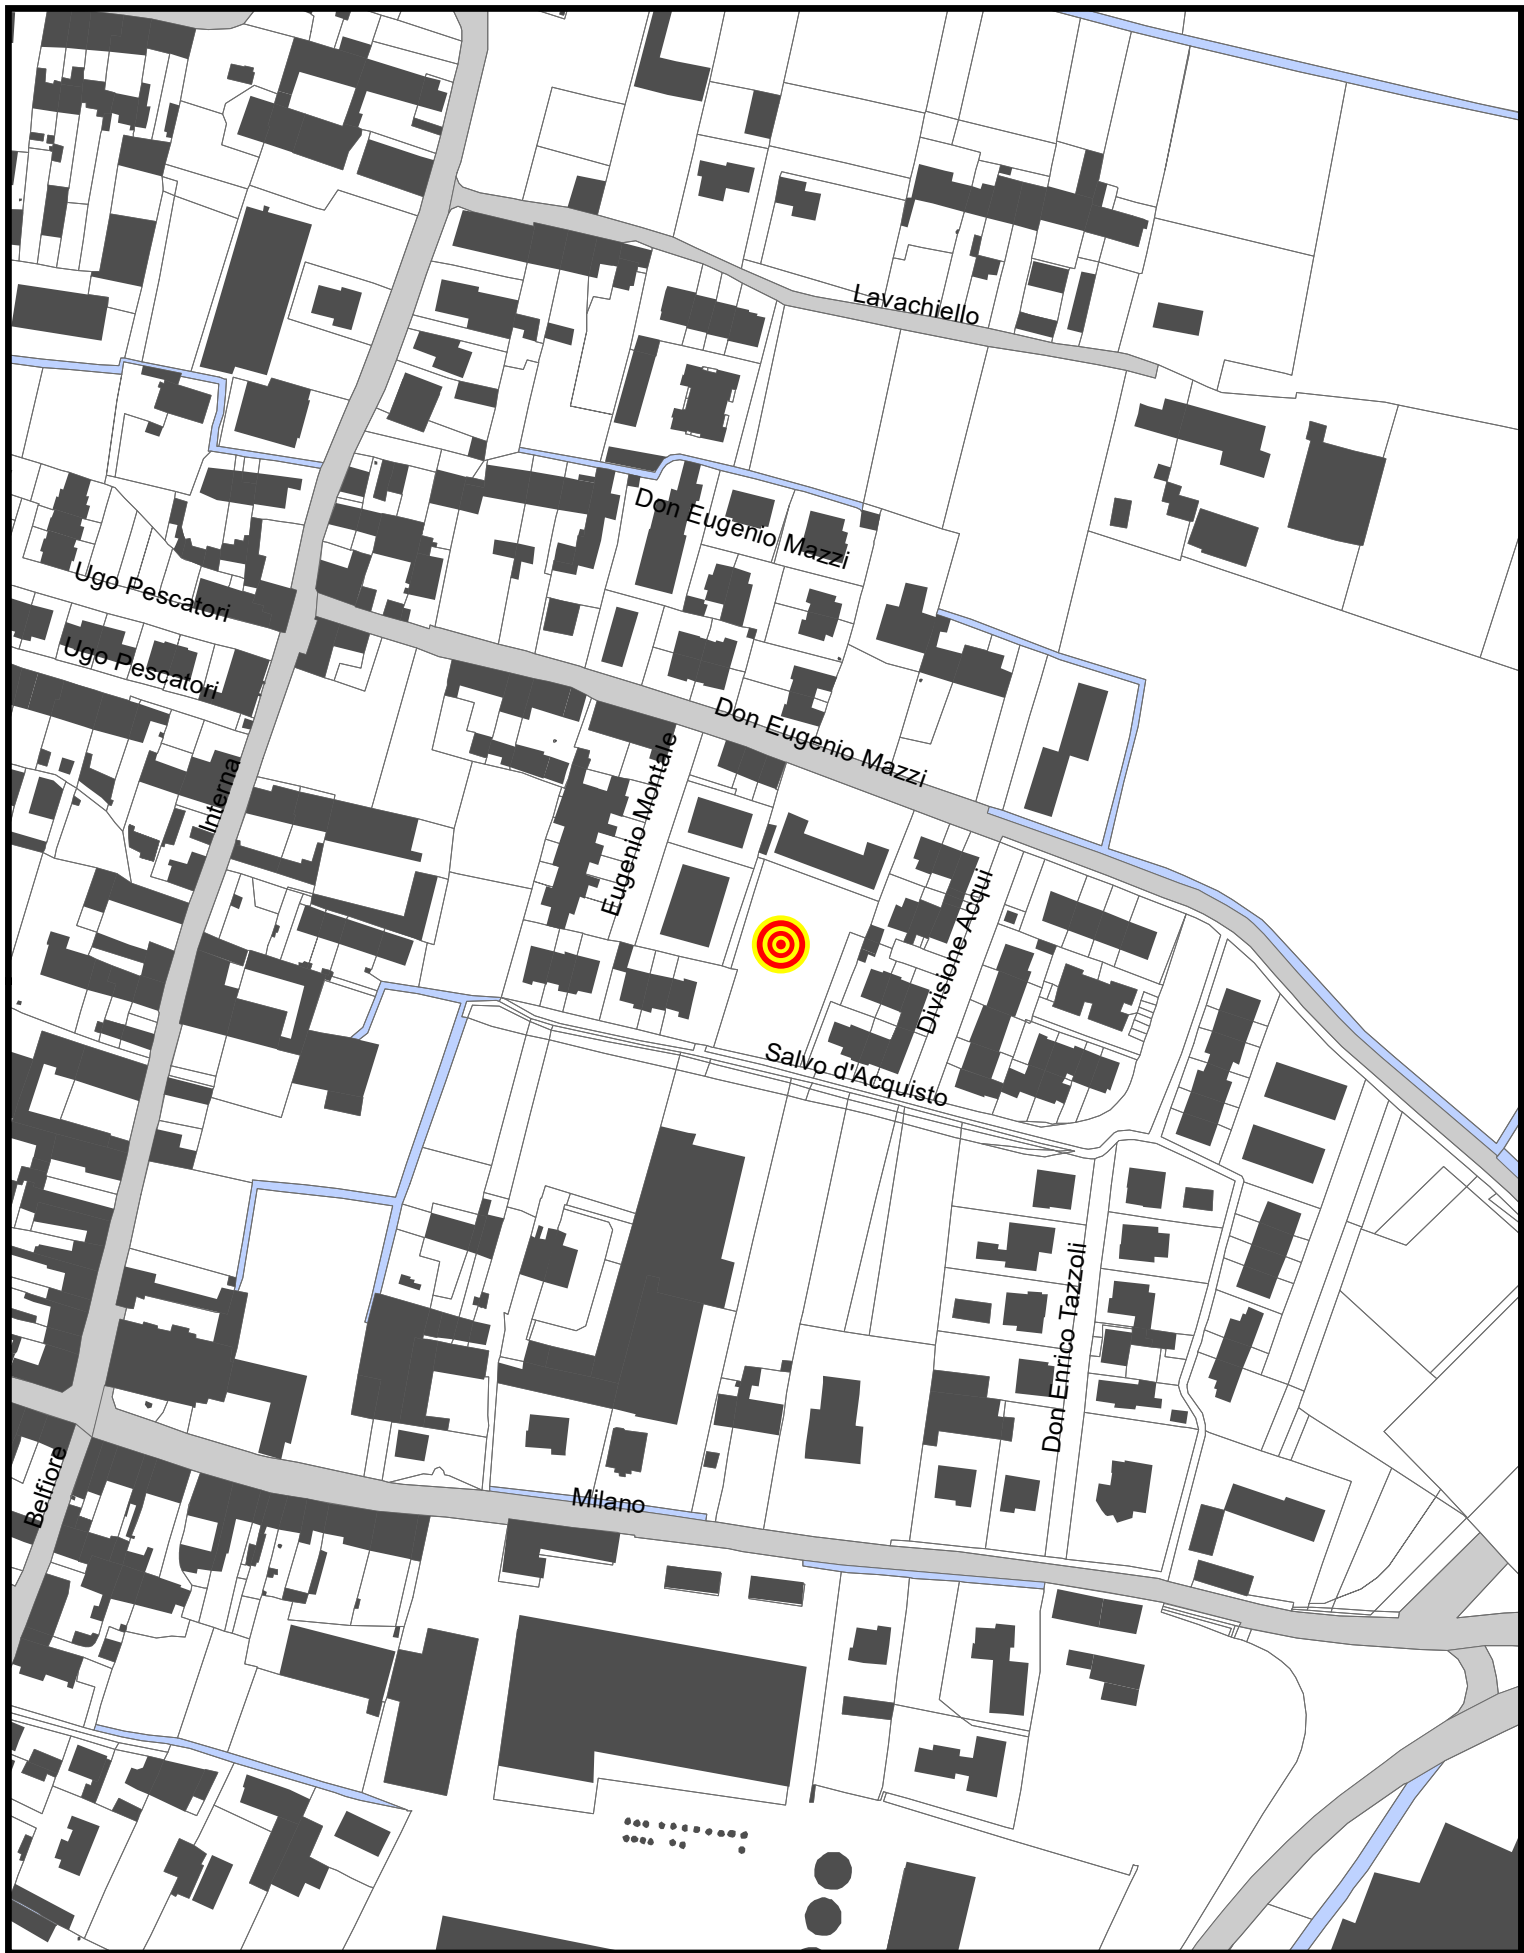 Lavachiello
Don Eugenio Mazzi
Ugo Pescatori
Ugo Pescatori
Don Eugenio Mazzi
Eugenio Montale
Interna
Divisione Acqui
Salvo d'Acquisto
Don Enrico Tazzoli
Belfiore
Milano